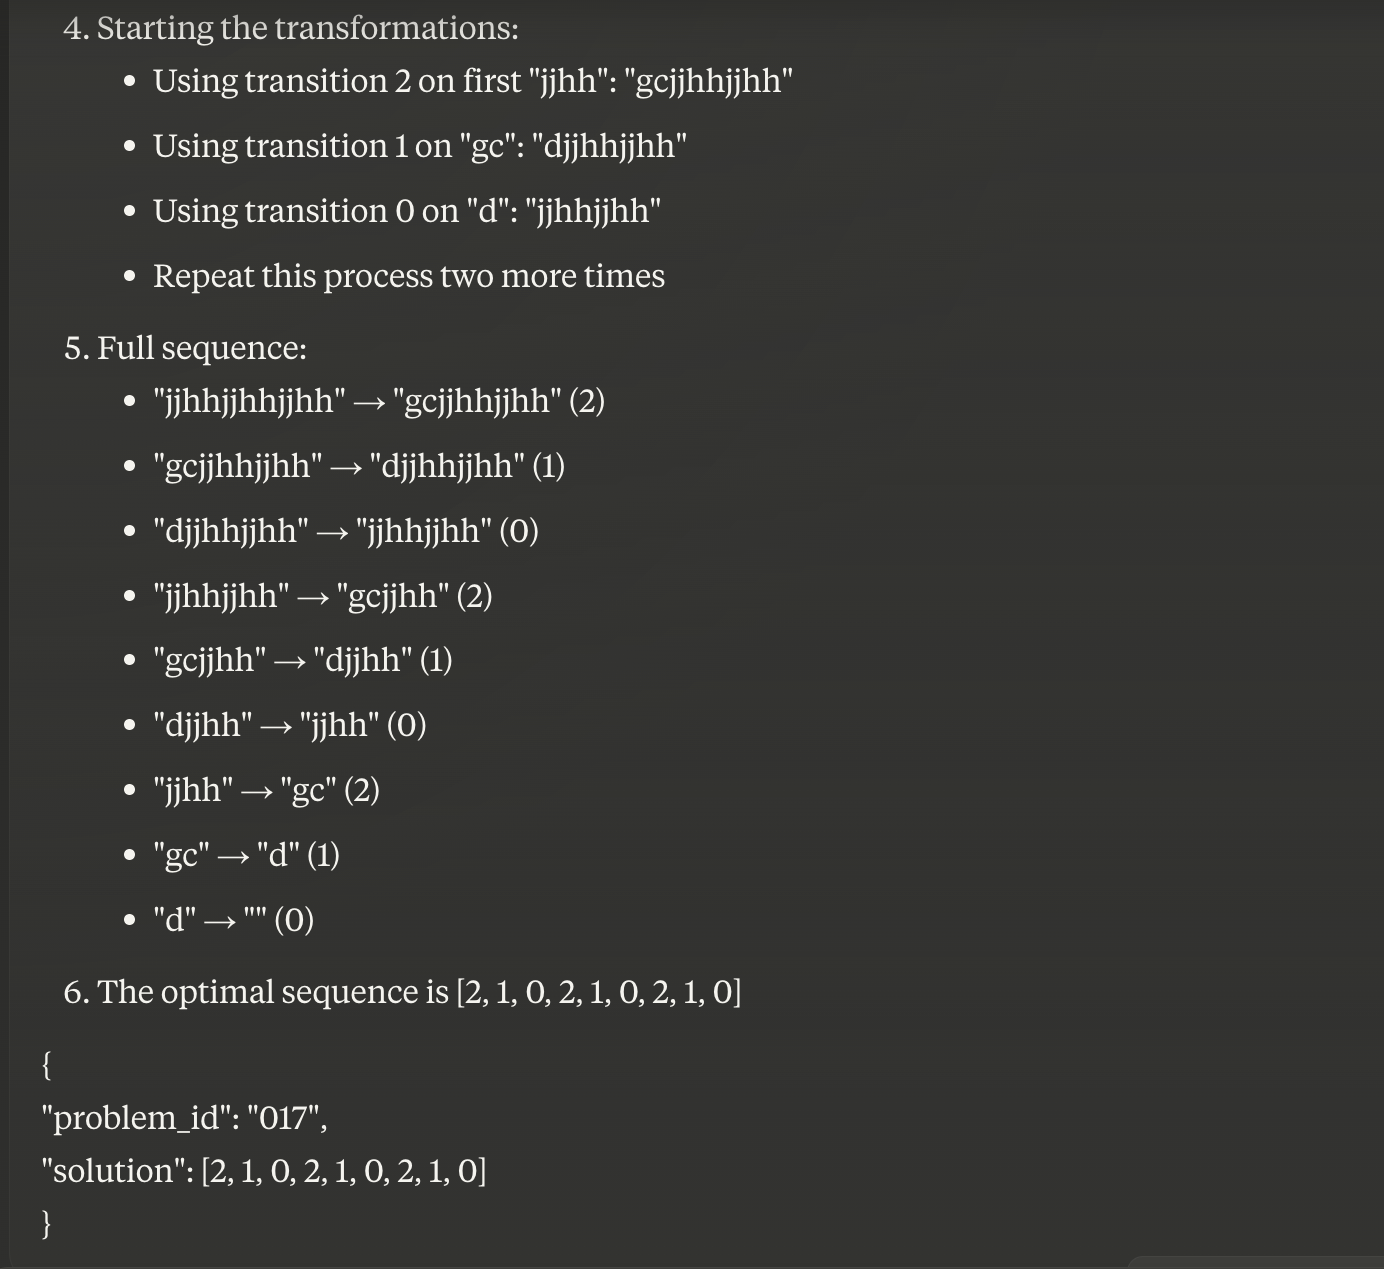 4. Starting the transformations:
• Using transition 2 on first "jjhh": "gcjjhhjjhh"
• Using transition 1 on "gc": "djjhhjjhh"
• Using transition 0 on "d": "jjhhjjhh"
• Repeat this process two more times
5. Full sequence:
• "jjhhjjhhjjhh" → "gcjjhhjjhh" (2)
• "gcjjhhjjhh" → "djjhhjjhh" (1)
• "djjhhjjhh" → "jjhhjjhh" (0)
• "jjhhjjhh" → "gcjjhh" (2)
• "gcjjhh" → "djjhh" (1)
• "djjhh" → "jjhh" (0)
• "jjhh" → "gc" (2)
• "gc" → "d" (1)
• "d" → "" (0)
6. The optimal sequence is [2, 1, 0, 2, 1, 0, 2, 1, 0]
{
"problem_id": "017",
"solution": [2, 1, 0, 2, 1, 0, 2, 1, 0]
}